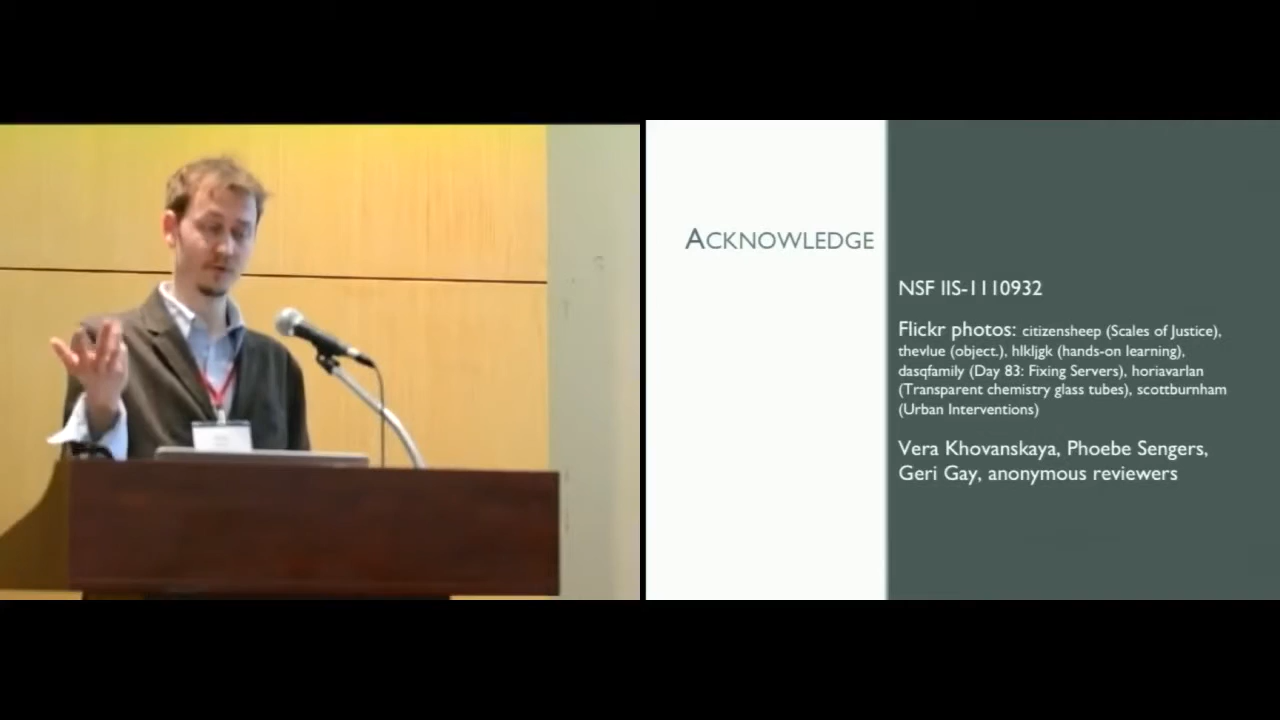 ACKNOWLEDGE
NSF IIS-1110932
Flickr photos: citizensheep (Scales of Justice),
thevlue (object.), hlkljgk (hands-on learning),
dasqfamily (Day 83: Fixing Servers), horiavarlan
(Transparent chemistry glass tubes), scottburnham
(Urban Interventions)
Vera Khovanskaya, Phoebe Sengers,
Geri Gay, anonymous reviewers